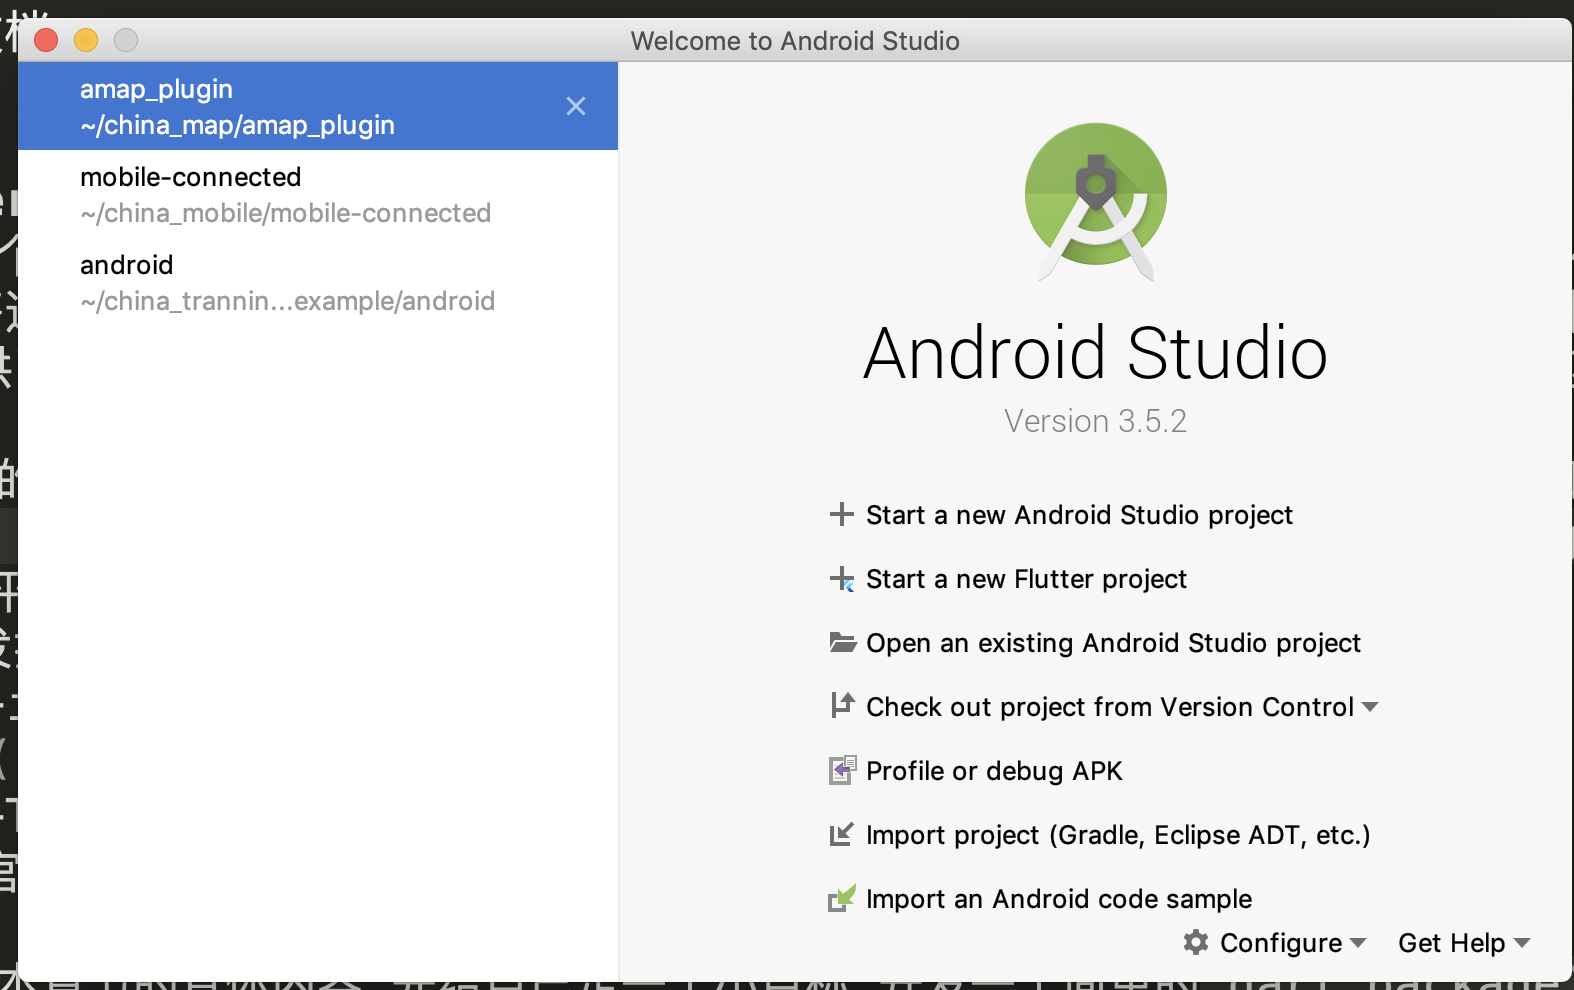 Welcome to Android Studio
amap_plugin
~/china_map/amap_plugin
mobile-connected
~/china_mobile/mobile-connected
android
~/china_trannin...example/android
Android Studio
Version 3.5.2
Start a new Android Studio project
Start a new Flutter project
Open an existing Android Studio project
Check out project from Version Control
Profile or debug APK
Import project (Gradle, Eclipse ADT, etc.)
Import an Android code sample
Configure
Get Help